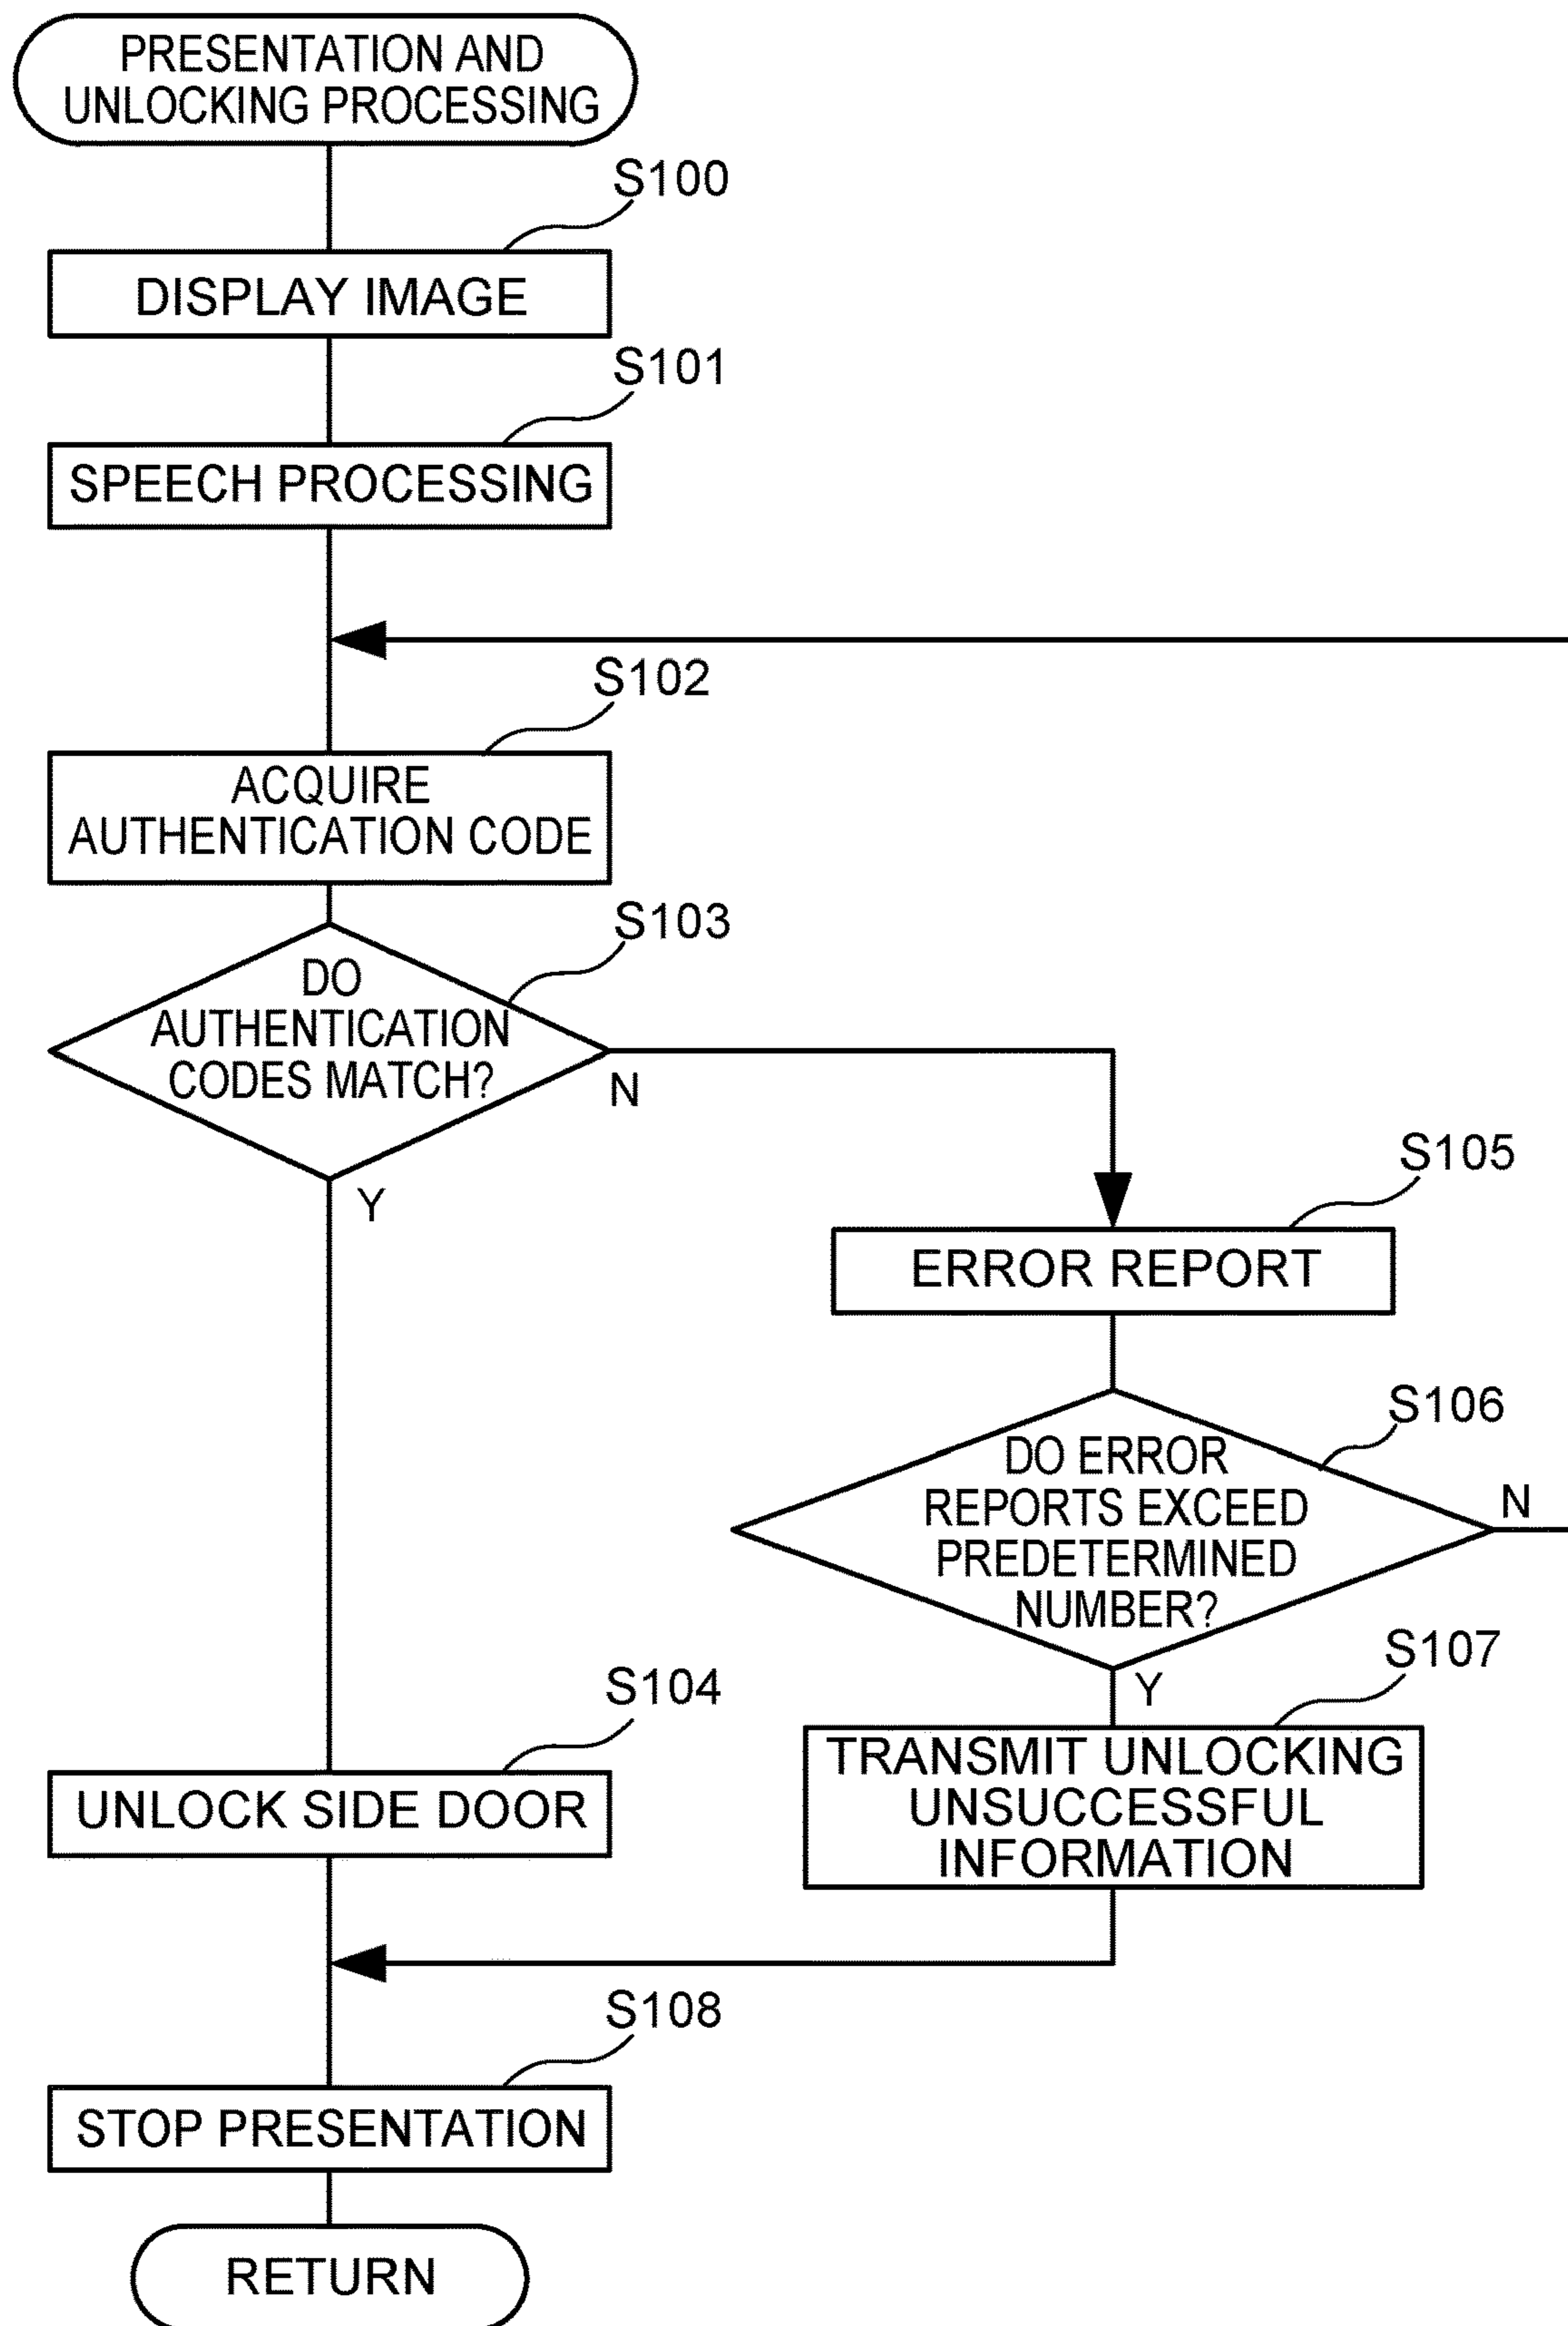 PRESENTATION AND
UNLOCKING PROCESSING
S100
DISPLAY IMAGE
S101
SPEECH PROCESSING
S102
ACQUIRE
AUTHENTICATION CODE
S103
DO
AUTHENTICATION
CODES MATCH?
N
Y
S105
ERROR REPORT
S106
DO ERROR
REPORTS EXCEED
PREDETERMINED
NUMBER?
N
Y
S107
TRANSMIT UNLOCKING
UNSUCCESSFUL
INFORMATION
S104
UNLOCK SIDE DOOR
S108
STOP PRESENTATION
RETURN